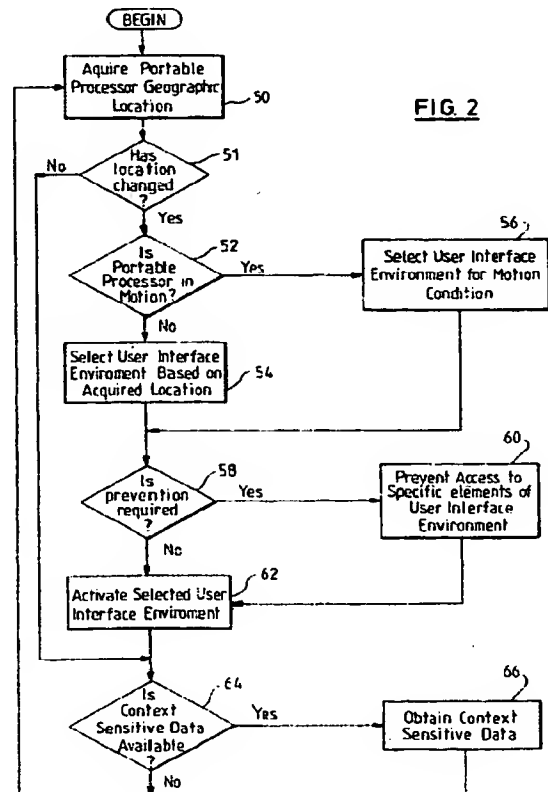 BEGIN
Aquire Portable
Processor Geographic
Location
50
FIG. 2
Has
location
changed
?
51
No
Yes
Is
Portable
Processor in
Motion?
52
Yes
No
56
Select User Interface
Environment for Motion
Condition
Select User Interface
Enviroment Based on
Acquired Location
54
Is
prevention
required
?
58
Yes
No
60
Prevent Access to
Specific elements of
User Interface
Environment
62
Activate Selected User
Interface Enviroment
Is
Context
Sensitive Data
Available
?
64
Yes
No
66
Obtain Context
Sensitive Data